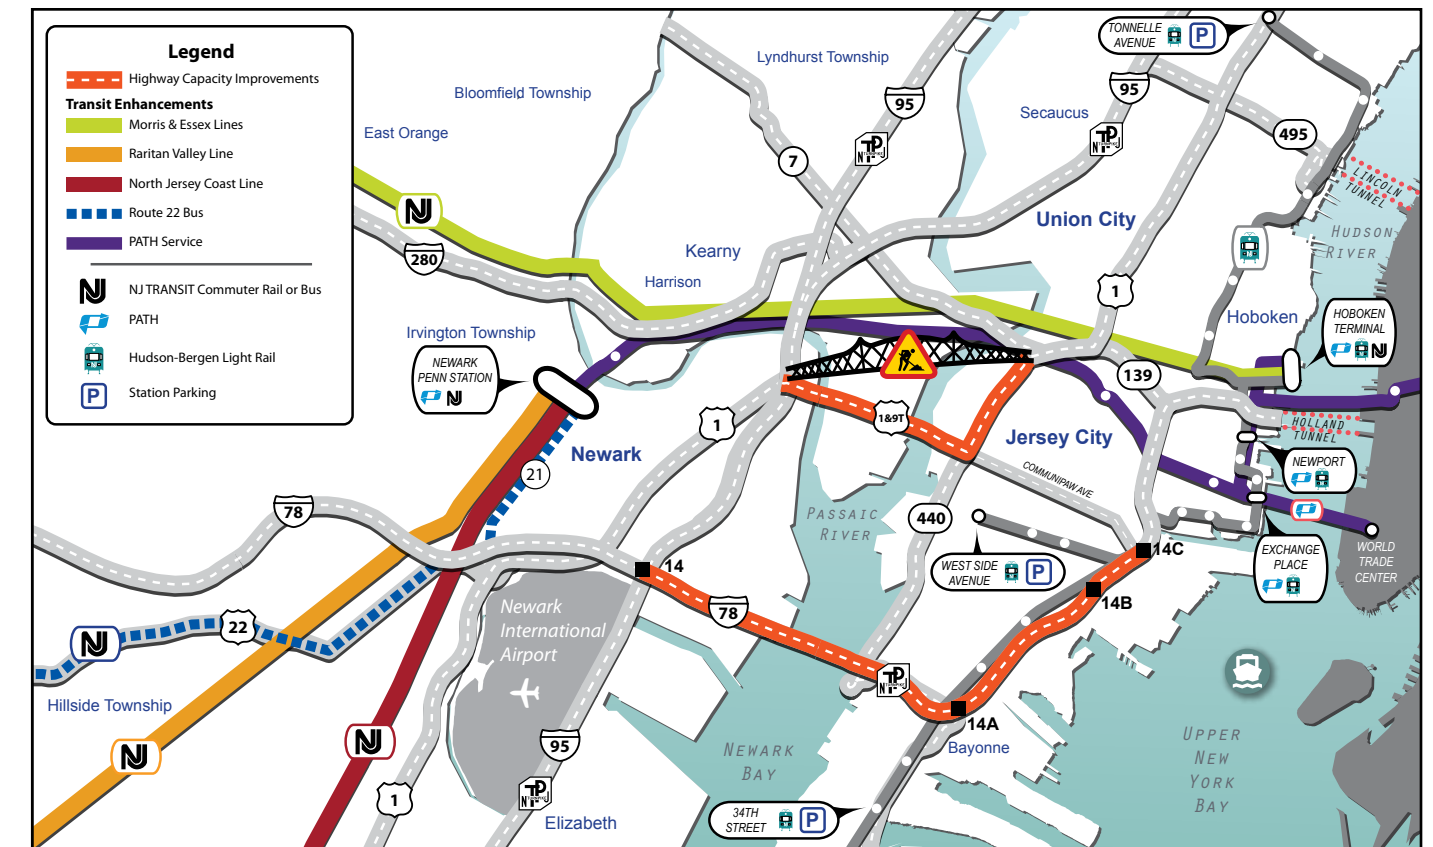 Legend
Highway Capacity Improvements
Transit Enhancements
Morris & Essex Lines
Raritan Valley Line
North Jersey Coast Line
Route 22 Bus
PATH Service
NJ TRANSIT Commuter Rail or Bus
PATH
Hudson-Bergen Light Rail
P
Station Parking
TONNELLE
AVENUE
P
Lyndhurst Township
Bloomfield Township
East Orange
95
95
Secaucus
495
7
LINCOLN
TUNNEL
HUDSON
RIVER
Union City
280
Kearny
Harrison
1
Hoboken
HOBOKEN
TERMINAL
Irvington Township
NEWARK
PENN STATION
139
1
1&9T
Jersey City
HOLLAND
TUNNEL
Newark
COMMUNIPAW AVE
NEWPORT
21
78
PASSAIC
RIVER
440
WEST SIDE
AVENUE
P
EXCHANGE
PLACE
WORLD
TRADE
CENTER
14
14C
14B
78
Newark
International
Airport
22
Hillside Township
14A
Bayonne
NEWARK
BAY
UPPER
NEW
YORK
BAY
95
1
Elizabeth
34TH
STREET
P